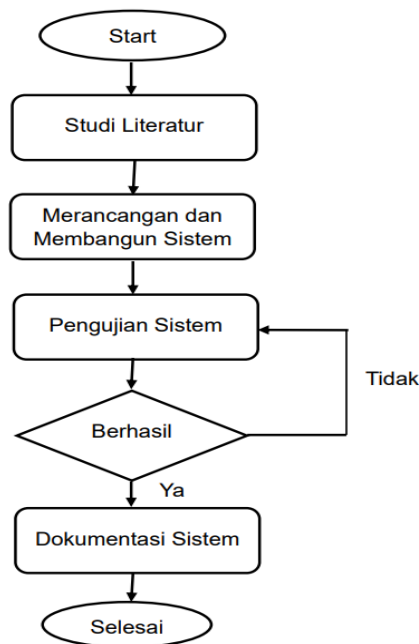 Start
Studi Literatur
Merancangan dan
Membangun Sistem
Pengujian Sistem
Tidak
Berhasil
Ya
Dokumentasi Sistem
Selesai